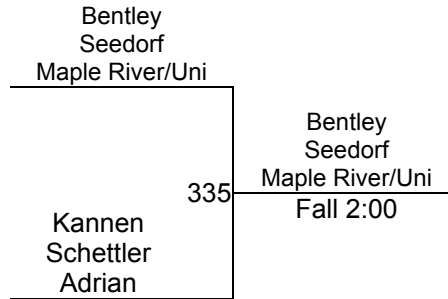 Bentley
Seedorf
Maple River/Uni
Bentley
Seedorf
Maple River/Uni
335
Fall 2:00
Kannen
Schettler
Adrian